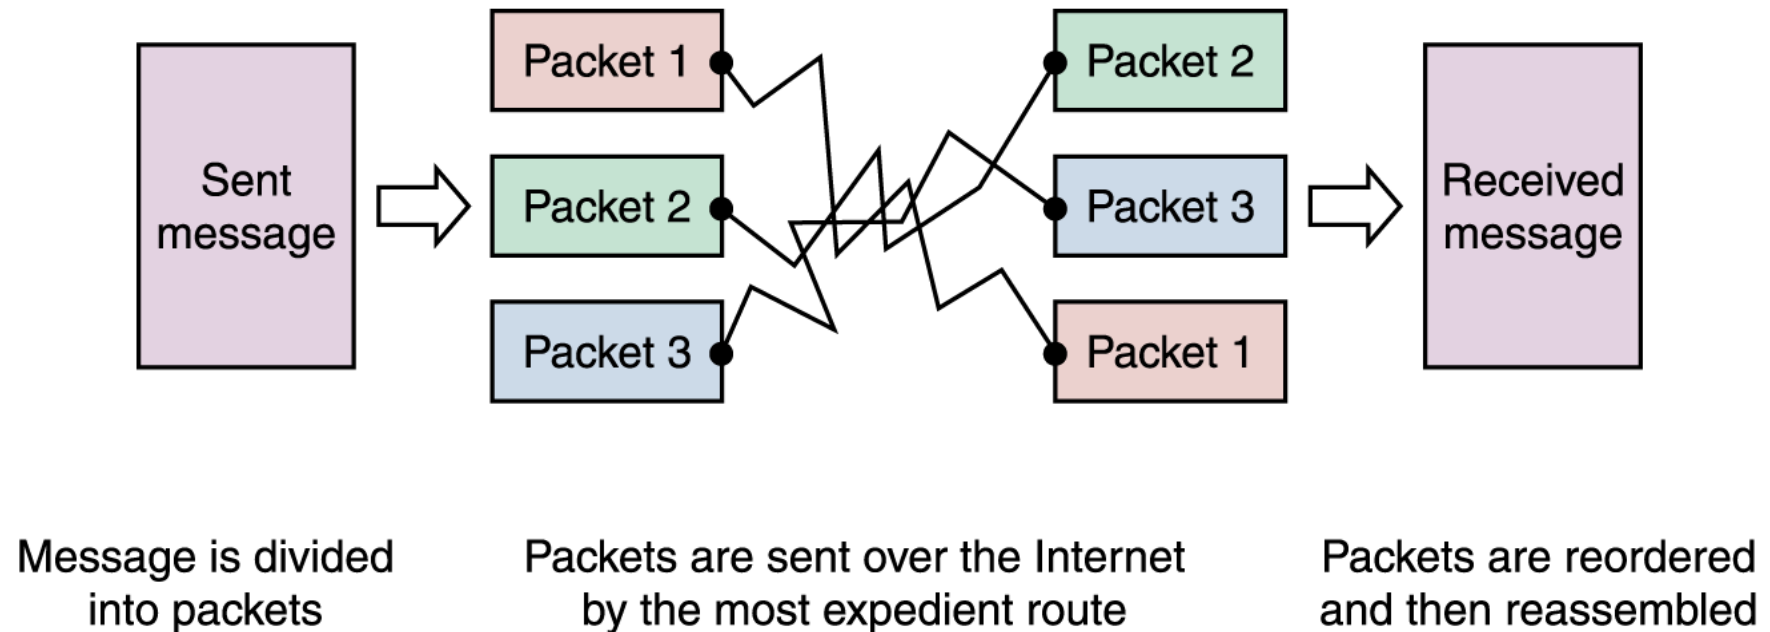 Sent
message
Packet 1
Packet 2
Packet 3
Packet 2
Packet 3
Packet 1
Received
message
Message is divided
into packets
Packets are sent over the Internet
by the most expedient route
Packets are reordered
and then reassembled